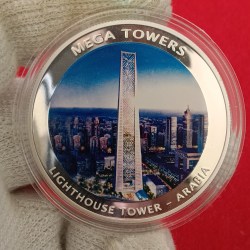 MEGA TOWERS
LIGHTHOUSE TOWER - ARABIA